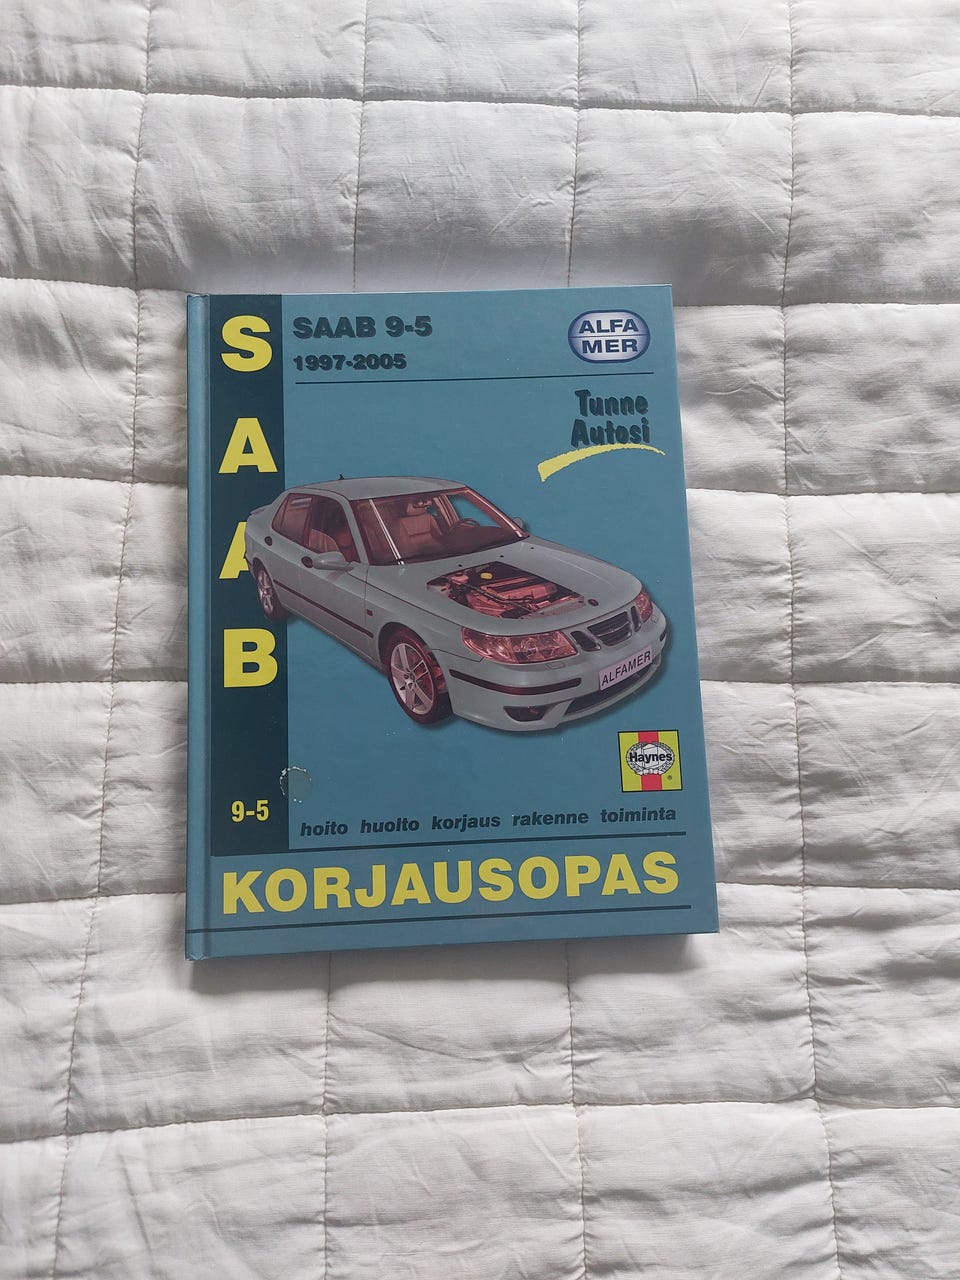 SAAB
SAAB 9-5
1997-2005
ALFA
MER
Tunne
Autosi
ALFAMER
Haynes
®
9-5
hoito huolto korjaus rakenne toiminta
KORJAUSOPAS